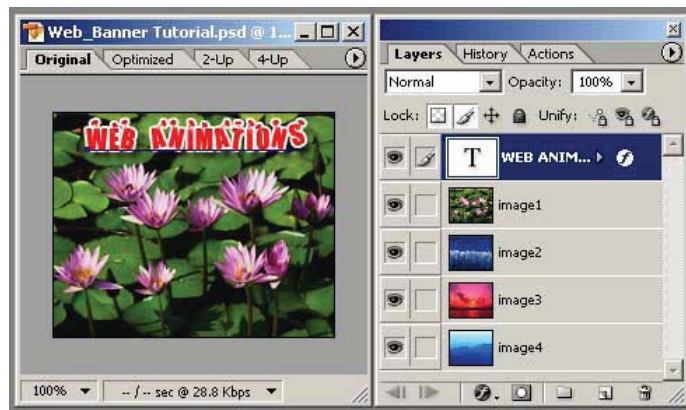 Web_Banner Tutorial.psd @ 1...
Original Optimized 2-Up 4-Up
WEB ANIMATIONS
100% -- / -- sec @ 28.8 Kbps
Layers History Actions
Normal Opacity: 100%
Lock: Unify:
T WEB ANIM...
image1
image2
image3
image4